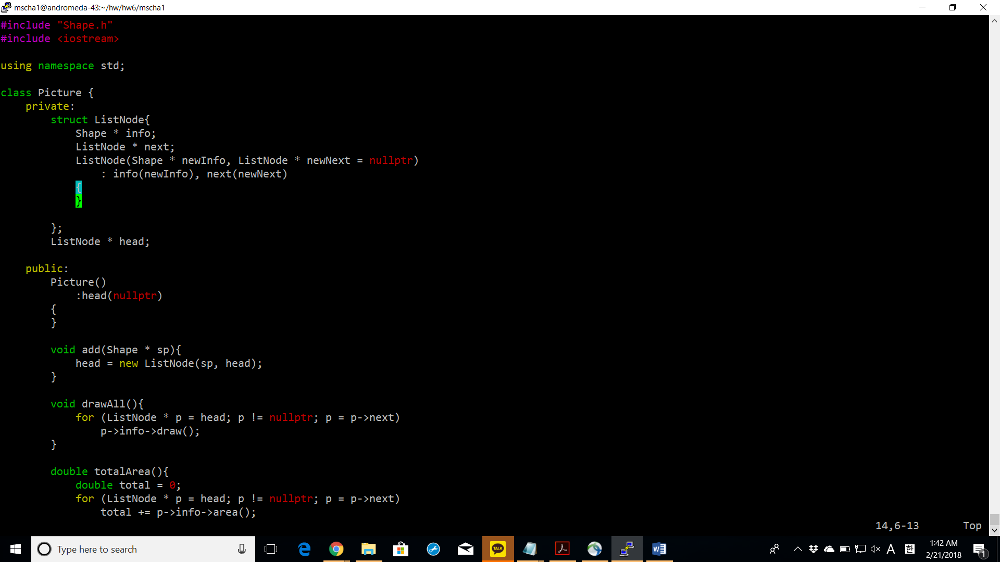 mscha1@andromeda-43:~/hw/hw6/mscha1
#include "Shape.h"
#include <iostream>
using namespace std;
class Picture {
    private:
        struct ListNode{
            Shape * info;
            ListNode * next;
            ListNode(Shape * newInfo, ListNode * newNext = nullptr)
                : info(newInfo), next(newNext)
            {
            }
        };
        ListNode * head;
    public:
        Picture()
            :head(nullptr)
        {
        }
        void add(Shape * sp){
            head = new ListNode(sp, head);
        }
        void drawAll(){
            for (ListNode * p = head; p != nullptr; p = p->next)
                p->info->draw();
        }
        double totalArea(){
            double total = 0;
            for (ListNode * p = head; p != nullptr; p = p->next)
                total += p->info->area();
14,6-13 Top
Type here to search
TALK
A 한
1:42 AM
2/21/2018
1